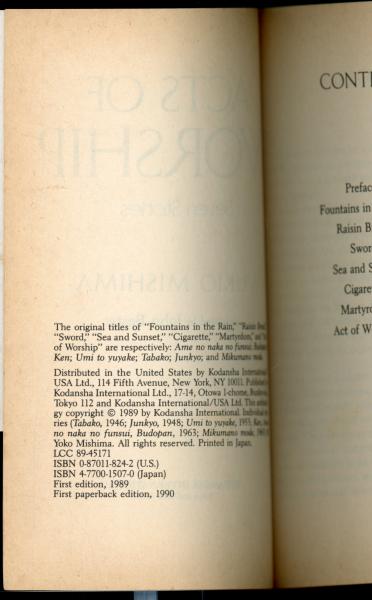 The original titles of "Fountains in the Rain," "Raisin Bread,"
"Sword," "Sea and Sunset," "Cigarette," "Martyrdom," and
of Worship" are respectively: Ame no naka no funsui; Budopan;
Ken; Umi to yuyake; Tabako; Junkyo; and Mikumano mode.
Distributed in the United States by Kodansha International/
USA Ltd., 114 Fifth Avenue, New York, NY 10011. Published
Kodansha International Ltd., 17-14, Otowa 1-chome,
Tokyo 112 and Kodansha International/USA Ltd. This
gy copyright © 1989 by Kodansha International. Individual
ries (Tabako, 1946; Junkyo, 1948; Umi to yuyake, 1955; Ken,
no naka no funsui, Budopan, 1963; Mikumano mode,
Yoko Mishima. All rights reserved. Printed in Japan.
LCC 89-45171
ISBN 0-87011-824-2 (U.S.)
ISBN 4-7700-1507-0 (Japan)
First edition, 1989
First paperback edition, 1990
CONT
Prefac
Fountains in
Raisin B
Swor
Sea and S
Cigare
Martyr
Act of W